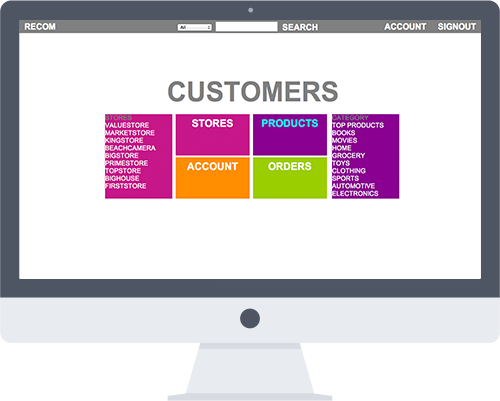 RECOM
All
SEARCH
ACCOUNT
SIGNOUT
CUSTOMERS
STORES
VALUESTORE
MARKETSTORE
KINGSTORE
BEACHCAMERA
BIGSTORE
PRIMESTORE
TOPSTORE
BIGHOUSE
FIRSTSTORE
STORES
PRODUCTS
ACCOUNT
ORDERS
CATEGORY
TOP PRODUCTS
BOOKS
MOVIES
HOME
GROCERY
TOYS
CLOTHING
SPORTS
AUTOMOTIVE
ELECTRONICS